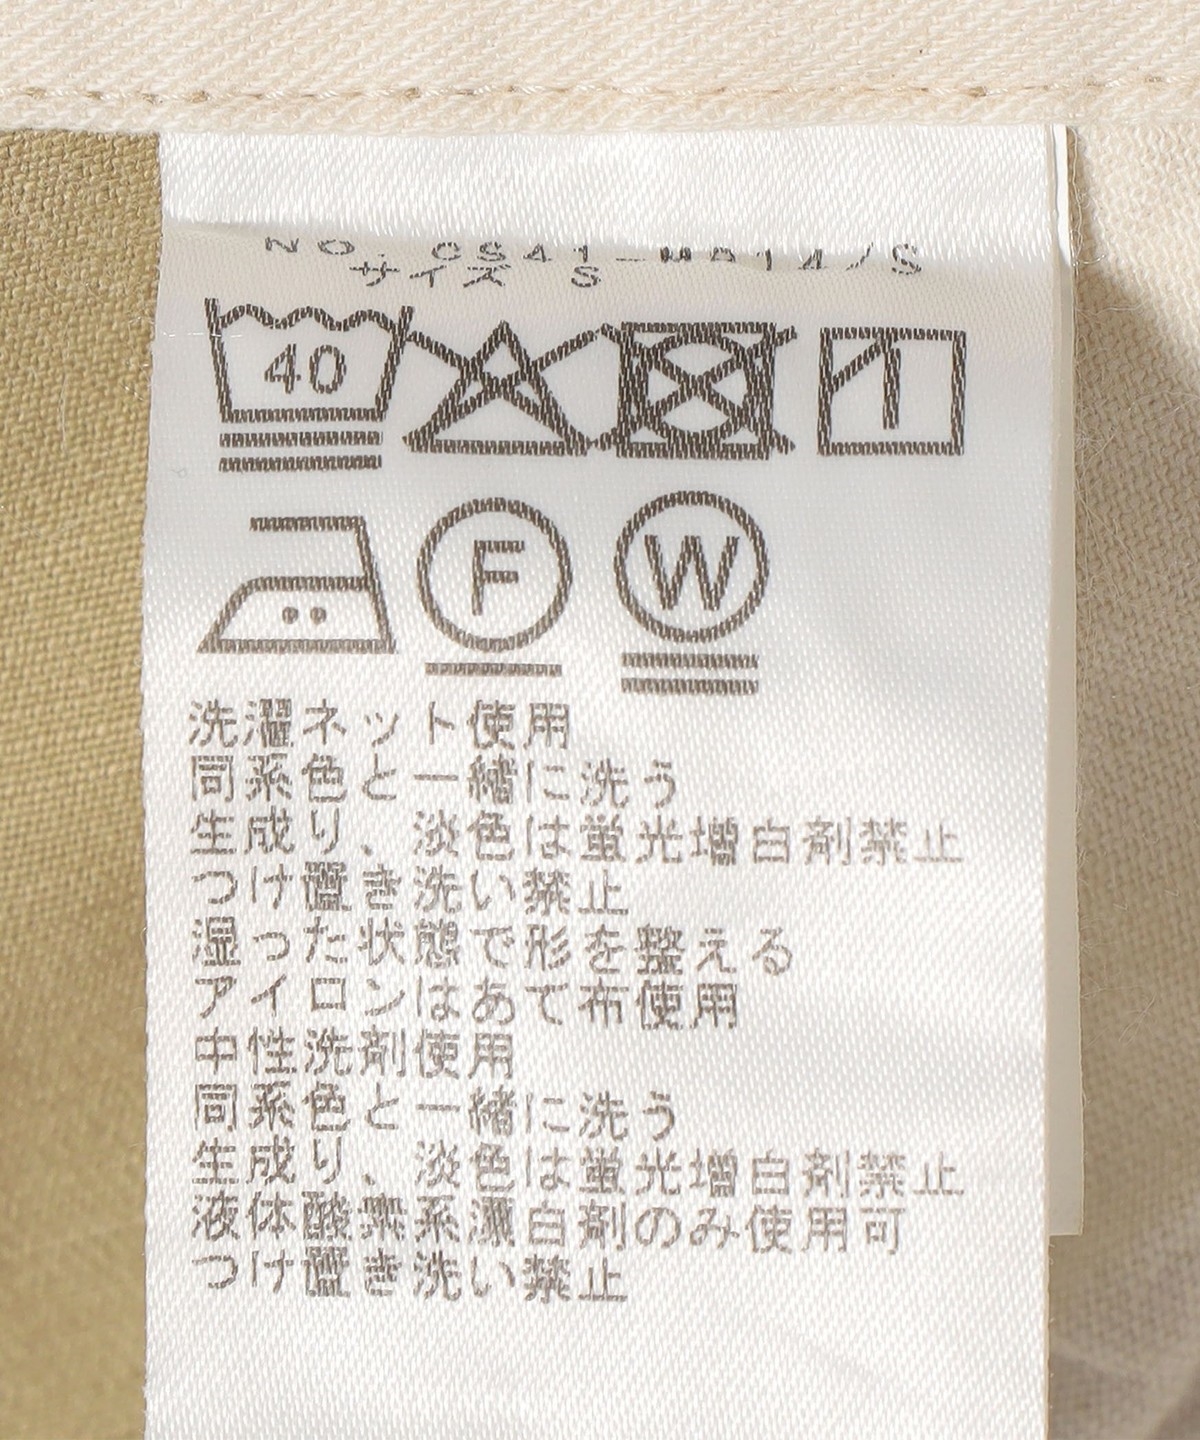 サイズ S
40
F W
洗濯ネット使用
同系色と一緒に洗う
生成り、淡色は蛍光増白剤禁止
つけ置き洗い禁止
湿った状態で形を整える
アイロンはあて布使用
中性洗剤使用
同系色と一緒に洗う
生成り、淡色は蛍光増白剤禁止
液体酸素系漂白剤のみ使用可
つけ置き洗い禁止